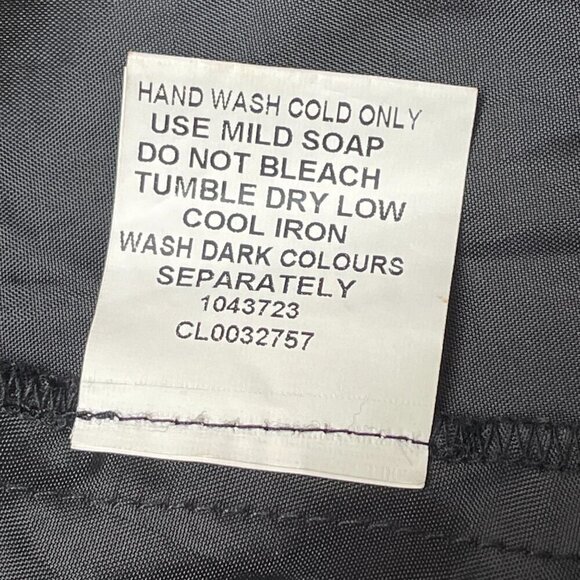 HAND WASH COLD ONLY
USE MILD SOAP
DO NOT BLEACH
TUMBLE DRY LOW
COOL IRON
WASH DARK COLOURS
SEPARATELY
1043723
CL0032757